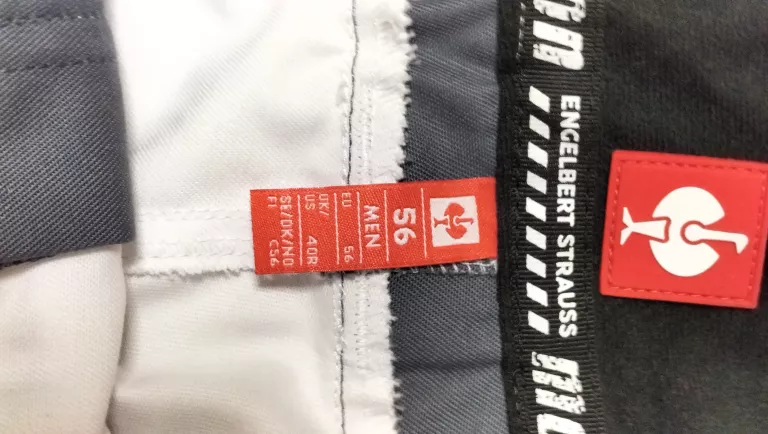 56
MEN
EU 56
UK/ US 40R
SE/DK/NO FI C56
ENGELBERT STRAUSS